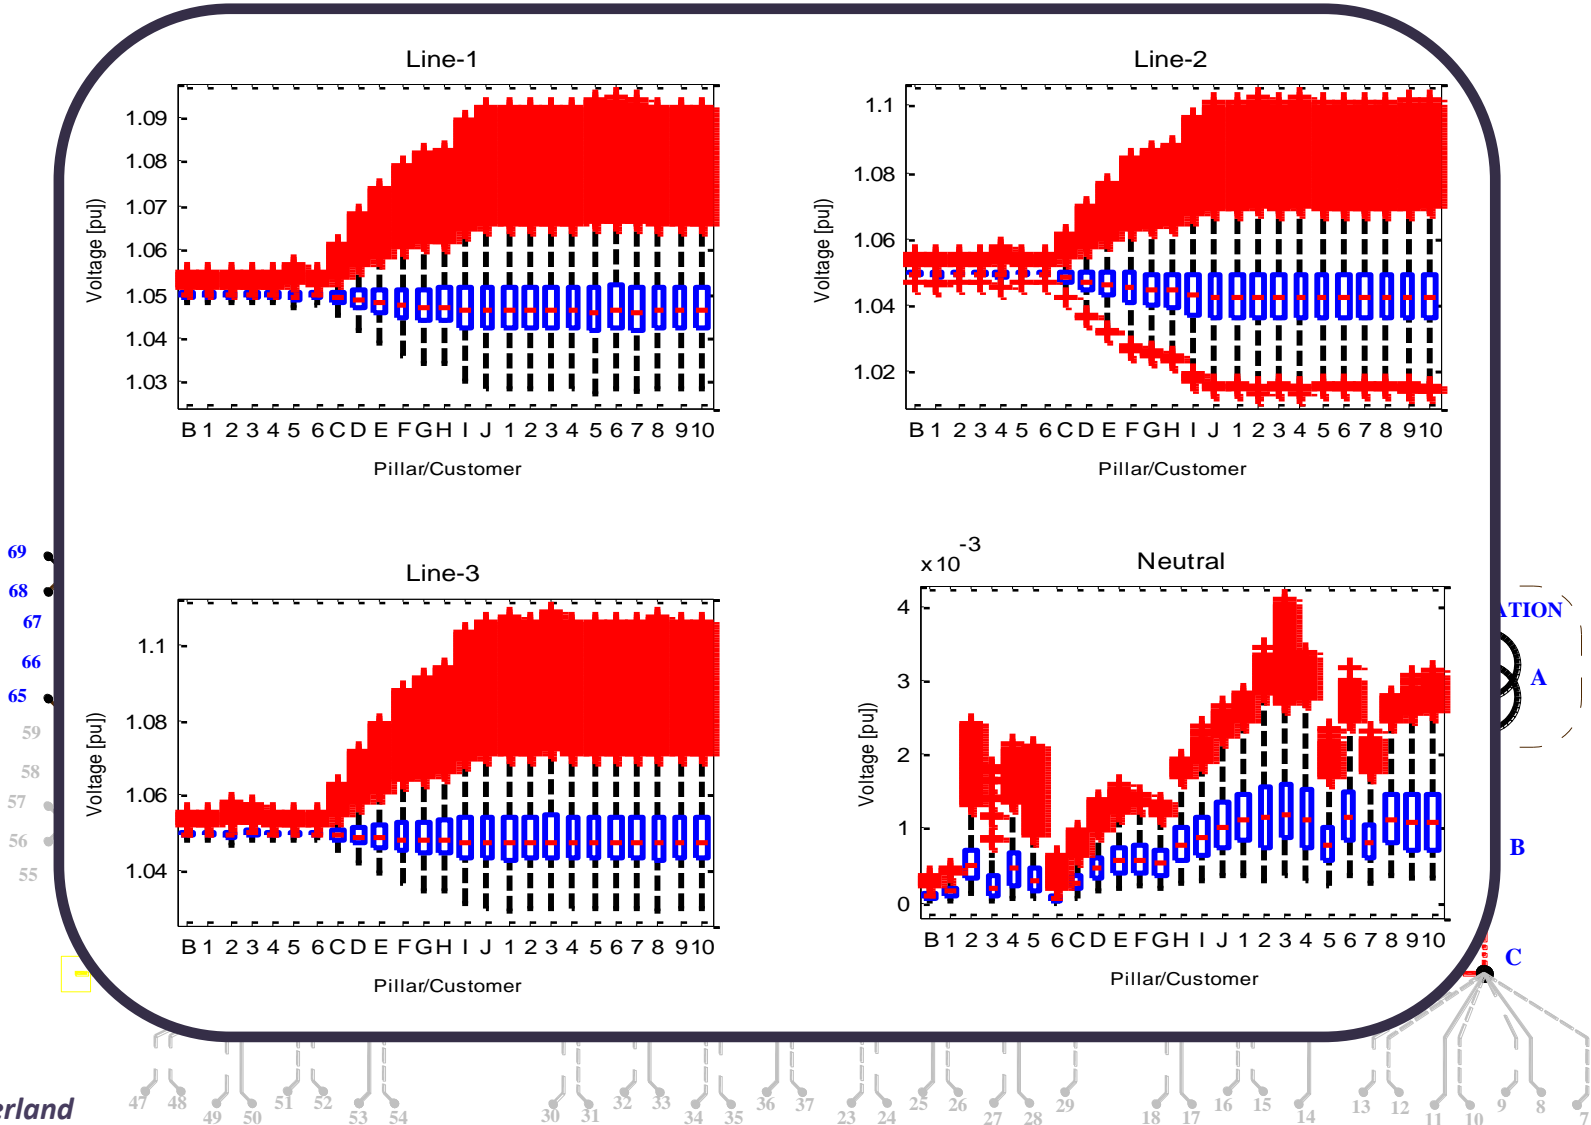 Line-1
Voltage [pu])
1.09
1.08
1.07
1.06
1.05
1.04
1.03
B 1 2 3 4 5 6 C D E F G H I J 1 2 3 4 5 6 7 8 9 10
Pillar/Customer
Line-2
Voltage [pu])
1.1
1.08
1.06
1.04
1.02
B 1 2 3 4 5 6 C D E F G H I J 1 2 3 4 5 6 7 8 9 10
Pillar/Customer
Line-3
Voltage [pu])
1.1
1.08
1.06
1.04
B 1 2 3 4 5 6 C D E F G H I J 1 2 3 4 5 6 7 8 9 10
Pillar/Customer
Neutral
x 10 -3
Voltage [pu])
4
3
2
1
0
B 1 2 3 4 5 6 C D E F G H I J 1 2 3 4 5 6 7 8 9 10
Pillar/Customer
69
68
67
66
65
59
58
57
56
55
ATION
A
B
C
47 48 49 50 51 52 53 54 30 31 32 33 34 35 36 37 23 24 25 26 27 28 29 18 17 16 15 14 13 12 11 10 9 8 7
erland